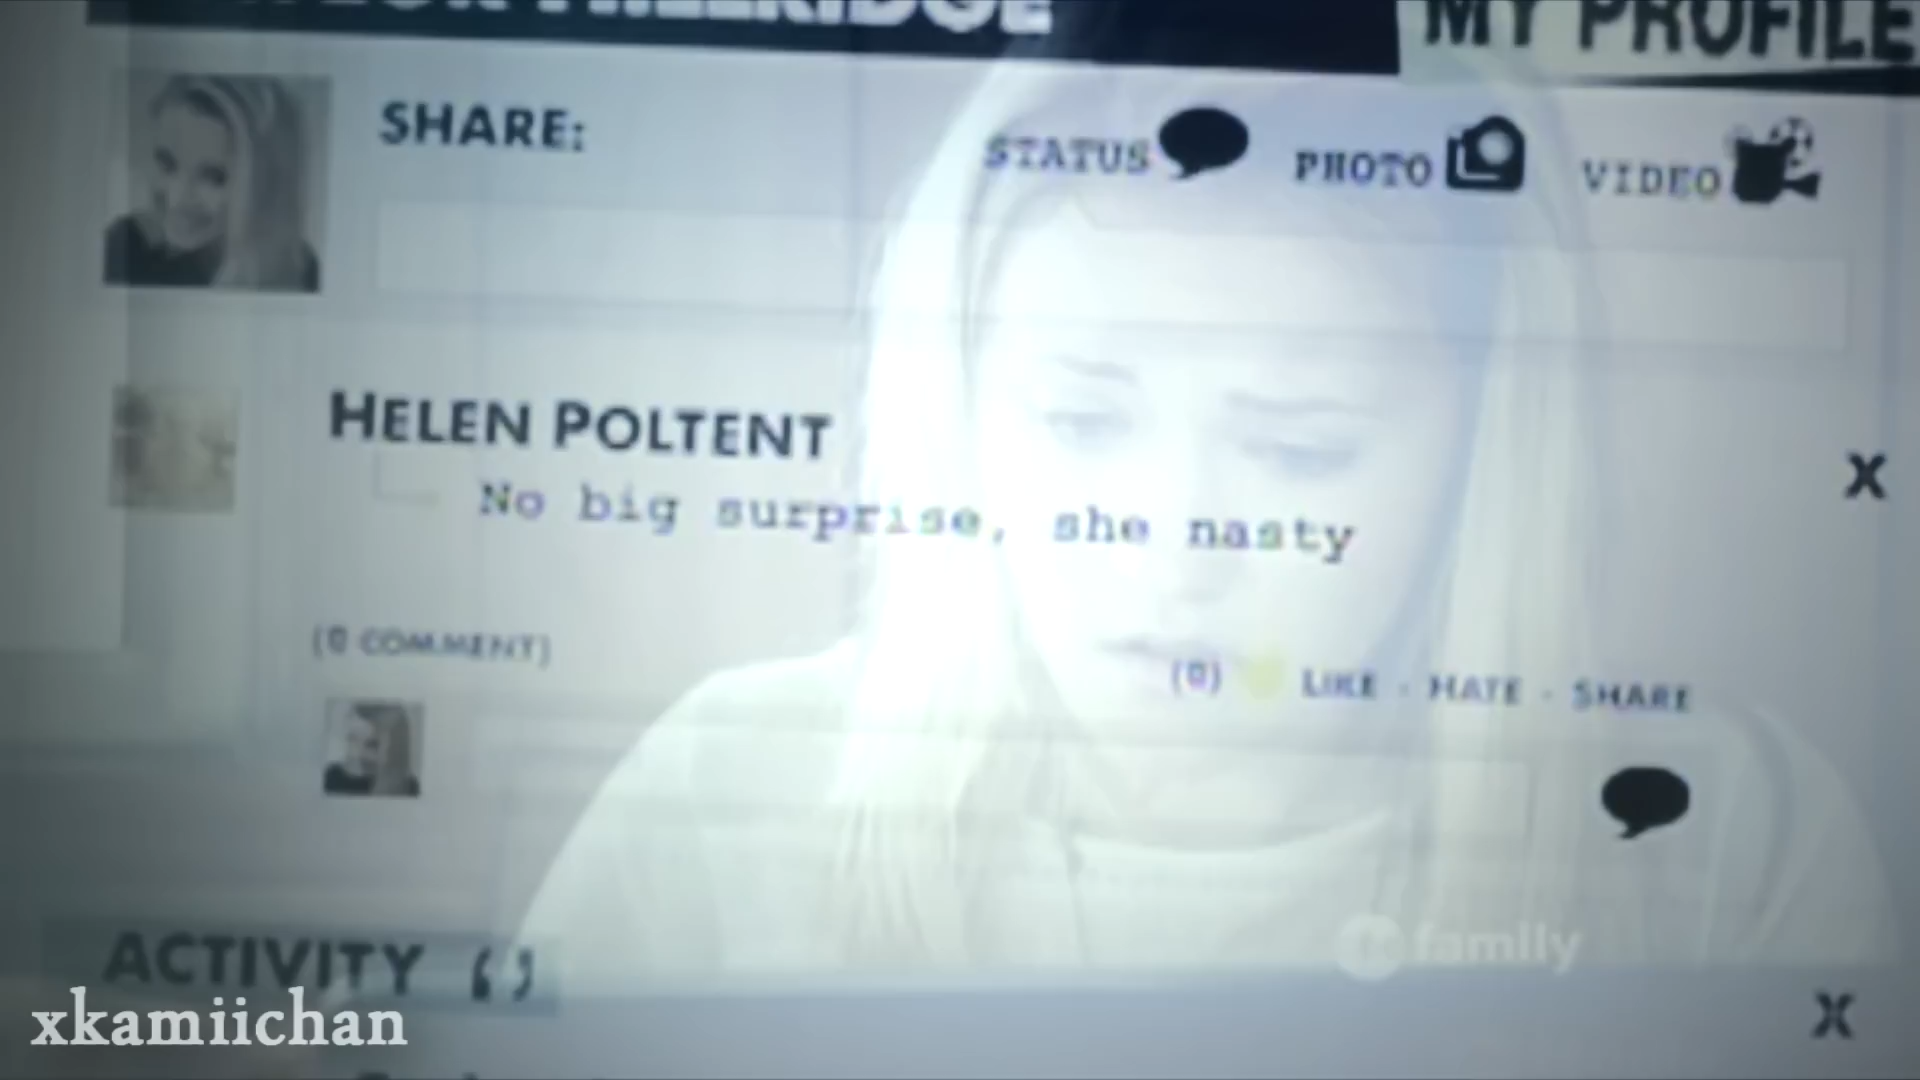 MY PROFILE
SHARE:
STATUS
PHOTO
VIDEO
HELEN POLTENT
X
No big surprise, she nasty
(0 COMMENT)
(0) LIKE - HATE - SHARE
family
ACTIVITY
X
xkamiichan